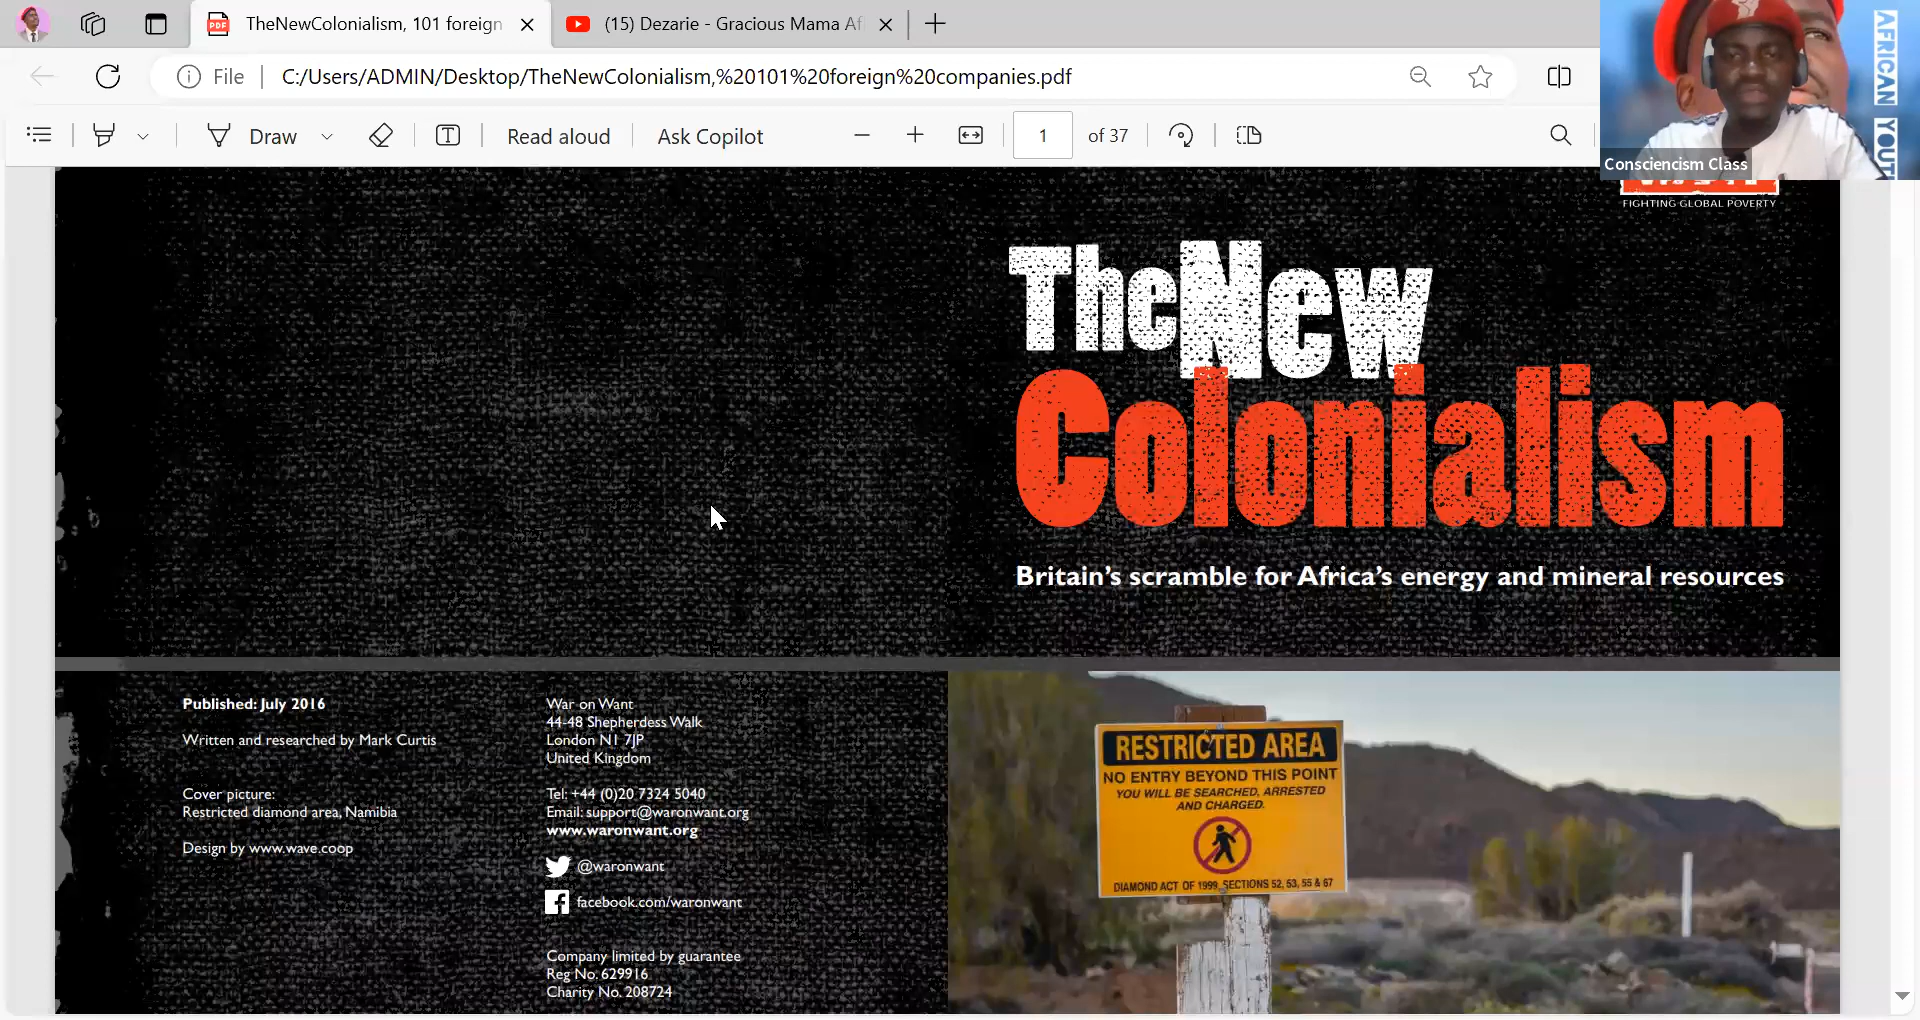 TheNewColonialism, 101 foreign
(15) Dezarie - Gracious Mama Af
File
C:/Users/ADMIN/Desktop/TheNewColonialism,%20101%20foreign%20companies.pdf
Draw
Read aloud
Ask Copilot
1
of 37
AFRICAN YOUT
Consciencism Class
FIGHTING GLOBAL POVERTY
The New
Colonialism
Britain’s scramble for Africa’s energy and mineral resources
Published: July 2016
Written and researched by Mark Curtis
Cover picture:
Restricted diamond area, Namibia
Design by www.wave.coop
War on Want
44-48 Shepherdess Walk
London N1 7JP
United Kingdom
Tel: +44 (0)20 7324 5040
Email: support@waronwant.org
www.waronwant.org
@waronwant
facebook.com/waronwant
Company limited by guarantee
Reg No. 629916
Charity No. 208724
RESTRICTED AREA
NO ENTRY BEYOND THIS POINT
YOU WILL BE SEARCHED, ARRESTED
AND CHARGED.
DIAMOND ACT OF 1999, SECTIONS 52, 53, 55 & 67